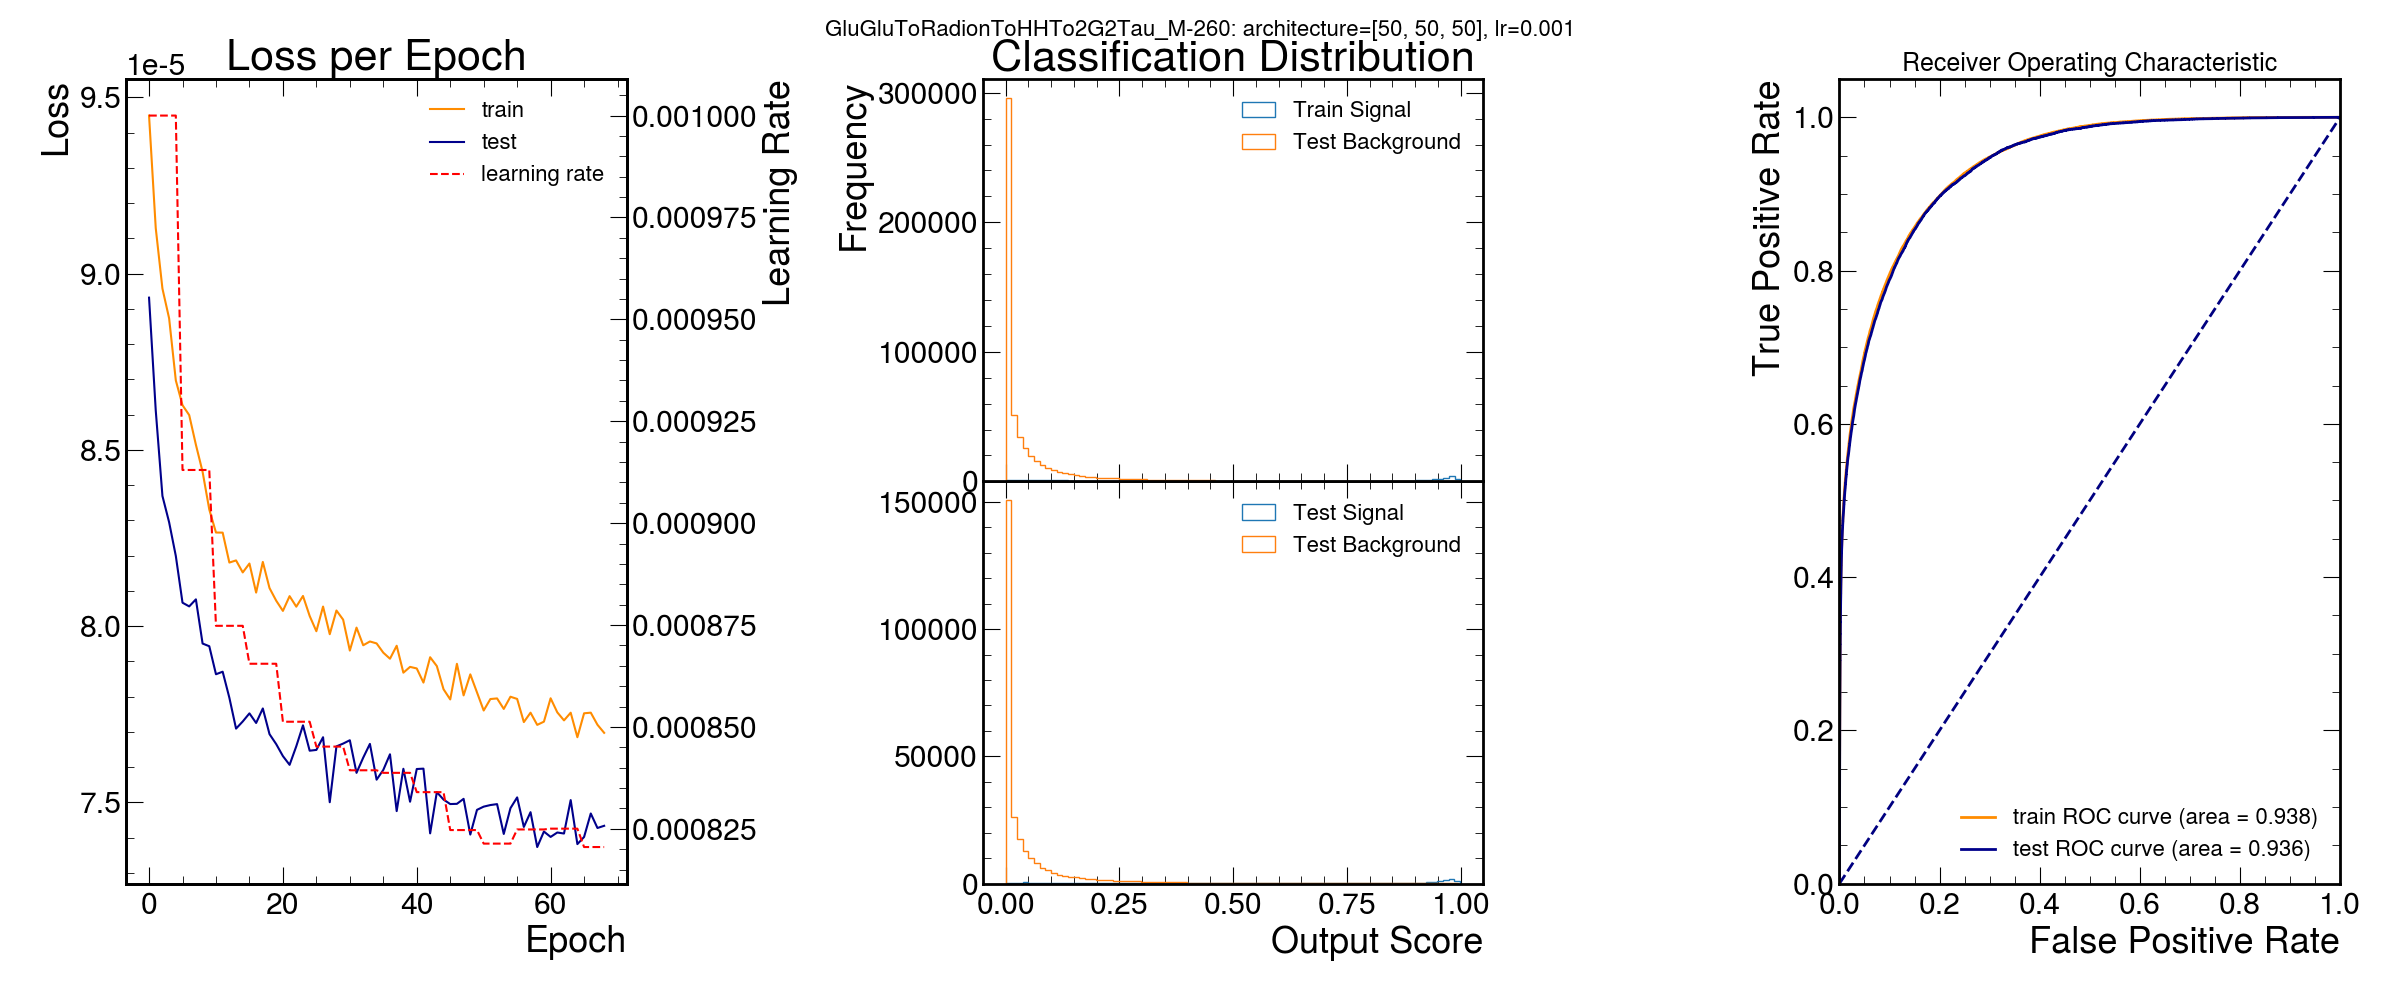 GluGluToRadionToHHTo2G2Tau_M-260: architecture=[50, 50, 50], lr=0.001
Loss per Epoch
1e-5
Loss
9.5
9.0
8.5
8.0
7.5
train
test
learning rate
0.001000
0.000975
0.000950
0.000925
0.000900
0.000875
0.000850
0.000825
Learning Rate
0 20 40 60
Epoch
Classification Distribution
Frequency
300000
200000
100000
0
Train Signal
Test Background
150000
100000
50000
0
Test Signal
Test Background
0.00 0.25 0.50 0.75 1.00
Output Score
Receiver Operating Characteristic
True Positive Rate
1.0
0.8
0.6
0.4
0.2
0.0
train ROC curve (area = 0.938)
test ROC curve (area = 0.936)
0.0 0.2 0.4 0.6 0.8 1.0
False Positive Rate